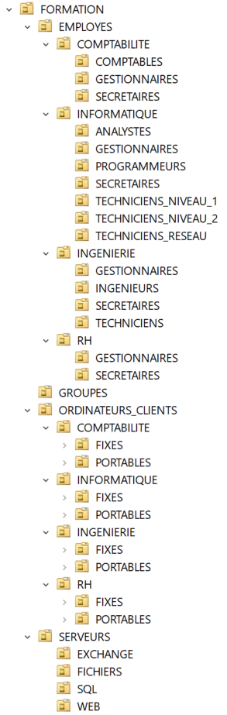 FORMATION
EMPLOYES
COMPTABILITE
COMPTABLES
GESTIONNAIRES
SECRETAIRES
INFORMATIQUE
ANALYSTES
GESTIONNAIRES
PROGRAMMEURS
SECRETAIRES
TECHNICIENS_NIVEAU_1
TECHNICIENS_NIVEAU_2
TECHNICIENS_RESEAU
INGENIERIE
GESTIONNAIRES
INGENIEURS
SECRETAIRES
TECHNICIENS
RH
GESTIONNAIRES
SECRETAIRES
GROUPES
ORDINATEURS_CLIENTS
COMPTABILITE
FIXES
PORTABLES
INFORMATIQUE
FIXES
PORTABLES
INGENIERIE
FIXES
PORTABLES
RH
FIXES
PORTABLES
SERVEURS
EXCHANGE
FICHIERS
SQL
WEB